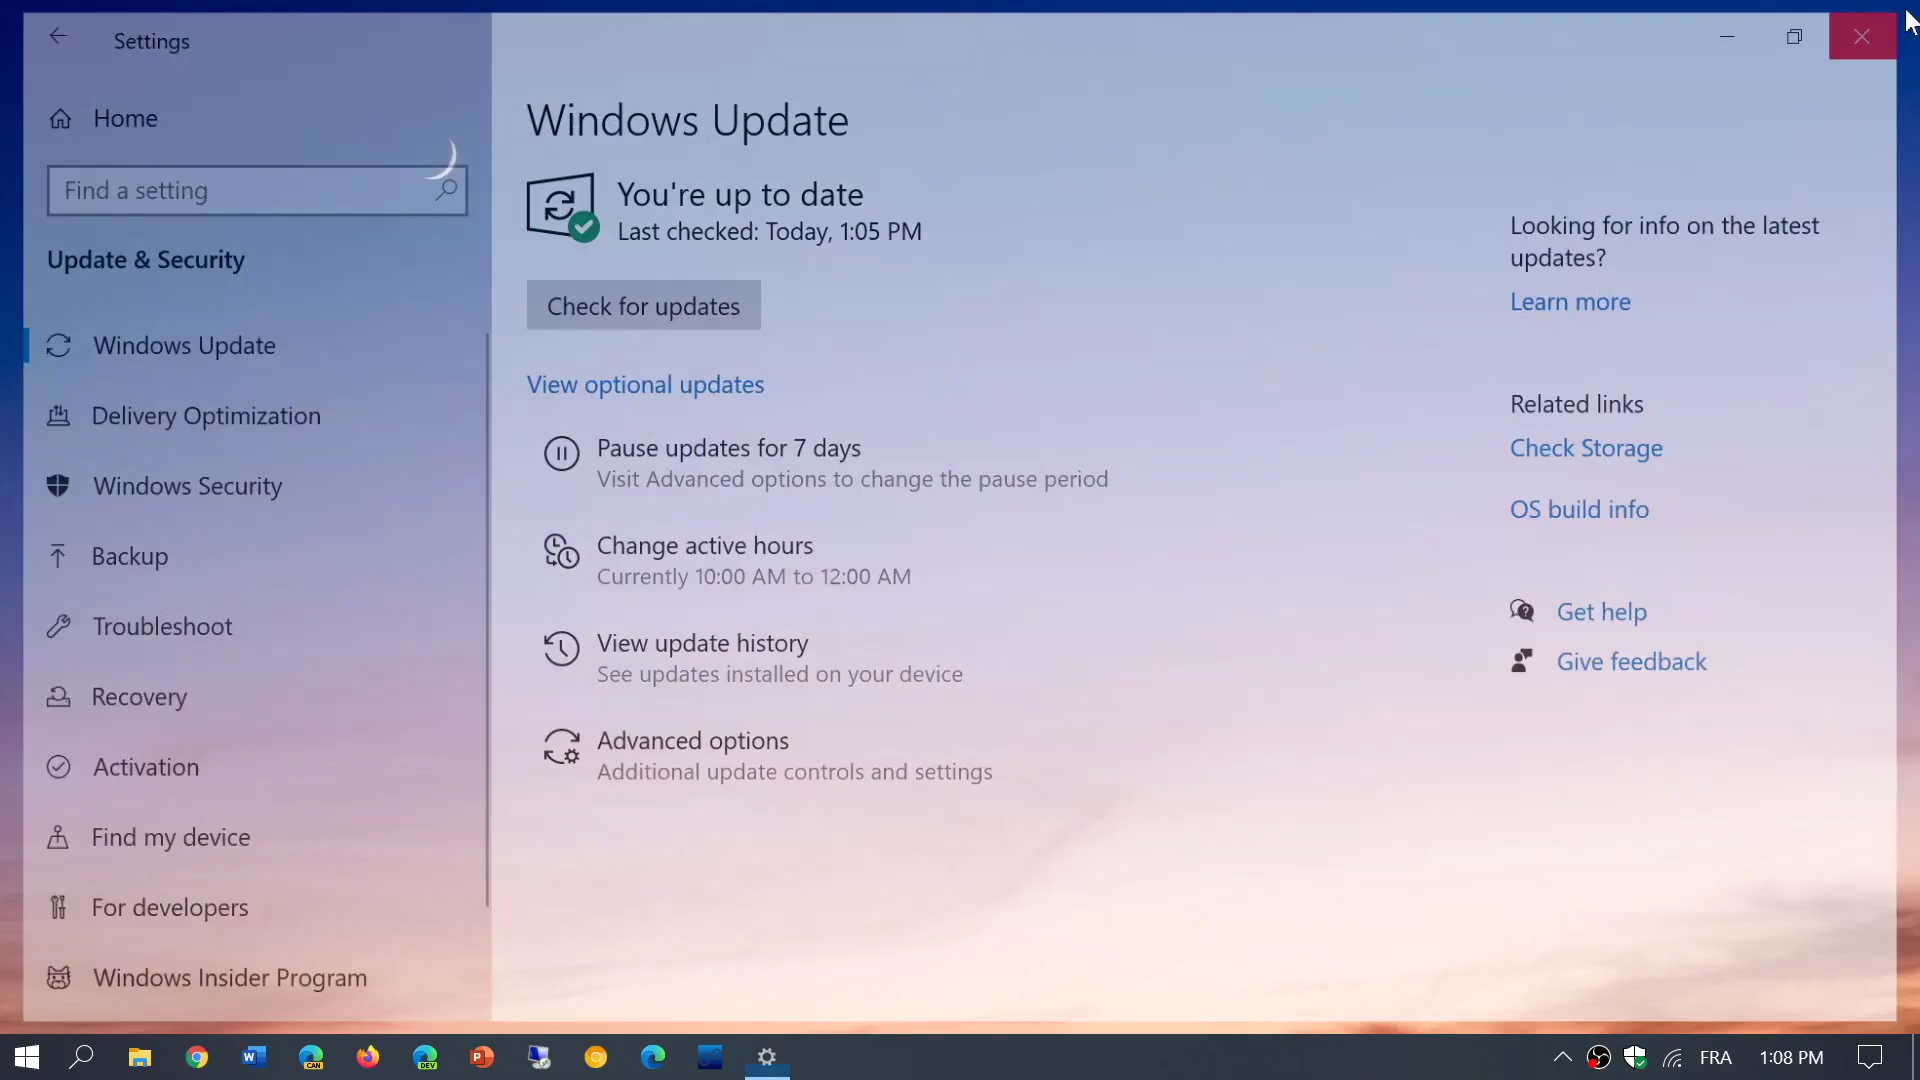 Settings
Home
Find a setting
Update & Security
Windows Update
Delivery Optimization
Windows Security
Backup
Troubleshoot
Recovery
Activation
Find my device
For developers
Windows Insider Program
Windows Update
You're up to date
Last checked: Today, 1:05 PM
Check for updates
View optional updates
Pause updates for 7 days
Visit Advanced options to change the pause period
Change active hours
Currently 10:00 AM to 12:00 AM
View update history
See updates installed on your device
Advanced options
Additional update controls and settings
Looking for info on the latest
updates?
Learn more
Related links
Check Storage
OS build info
Get help
Give feedback
CAN
DEV
FRA
1:08 PM